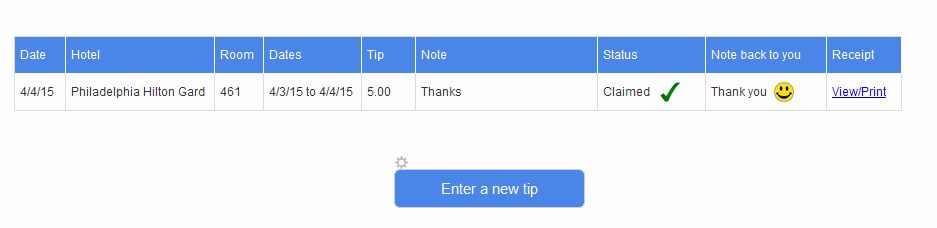 Date Hotel Room Dates Tip Note Status Note back to you Receipt
4/4/15 Philadelphia Hilton Gard 461 4/3/15 to 4/4/15 5.00 Thanks Claimed Thank you View/Print
Enter a new tip